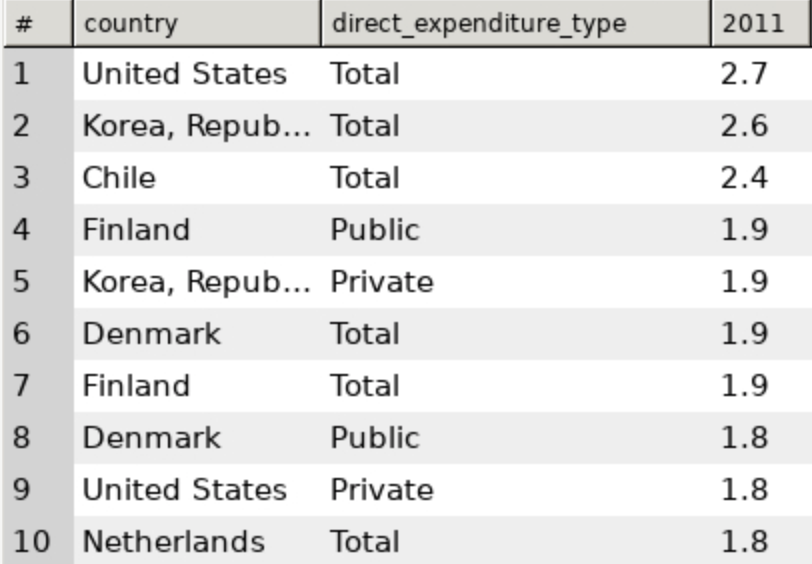 # country direct_expenditure_type 2011
1 United States Total 2.7
2 Korea, Repub... Total 2.6
3 Chile Total 2.4
4 Finland Public 1.9
5 Korea, Repub... Private 1.9
6 Denmark Total 1.9
7 Finland Total 1.9
8 Denmark Public 1.8
9 United States Private 1.8
10 Netherlands Total 1.8